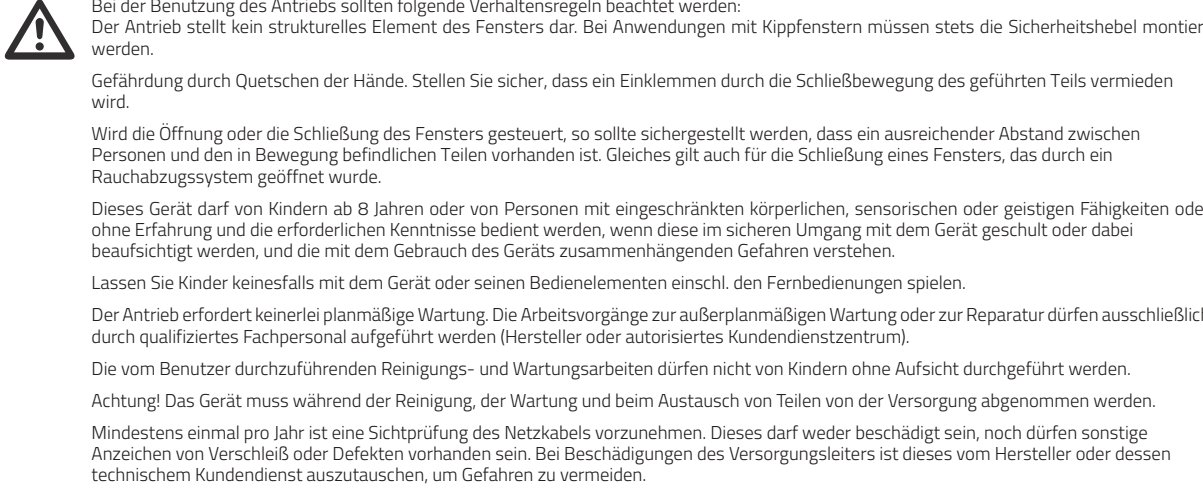 Bei der Benutzung des Antriebs sollten folgende Verhaltensregeln beachtet werden:
Der Antrieb stellt kein strukturelles Element des Fensters dar. Bei Anwendungen mit Kippfenstern müssen stets die Sicherheitshebel montier
werden.
Gefährdung durch Quetschen der Hände. Stellen Sie sicher, dass ein Einklemmen durch die Schließbewegung des geführten Teils vermieden
wird.
Wird die Öffnung oder die Schließung des Fensters gesteuert, so sollte sichergestellt werden, dass ein ausreichender Abstand zwischen
Personen und den in Bewegung befindlichen Teilen vorhanden ist. Gleiches gilt auch für die Schließung eines Fensters, das durch ein
Rauchabzugssystem geöffnet wurde.
Dieses Gerät darf von Kindern ab 8 Jahren oder von Personen mit eingeschränkten körperlichen, sensorischen oder geistigen Fähigkeiten ode
ohne Erfahrung und die erforderlichen Kenntnisse bedient werden, wenn diese im sicheren Umgang mit dem Gerät geschult oder dabei
beaufsichtigt werden, und die mit dem Gebrauch des Geräts zusammenhängenden Gefahren verstehen.
Lassen Sie Kinder keinesfalls mit dem Gerät oder seinen Bedienelementen einschl. den Fernbedienungen spielen.
Der Antrieb erfordert keinerlei planmäßige Wartung. Die Arbeitsvorgänge zur außerplanmäßigen Wartung oder zur Reparatur dürfen ausschließlich
durch qualifiziertes Fachpersonal aufgeführt werden (Hersteller oder autorisiertes Kundendienstzentrum).
Die vom Benutzer durchzuführenden Reinigungs- und Wartungsarbeiten dürfen nicht von Kindern ohne Aufsicht durchgeführt werden.
Achtung! Das Gerät muss während der Reinigung, der Wartung und beim Austausch von Teilen von der Versorgung abgenommen werden.
Mindestens einmal pro Jahr ist eine Sichtprüfung des Netzkabels vorzunehmen. Dieses darf weder beschädigt sein, noch dürfen sonstige
Anzeichen von Verschleiß oder Defekten vorhanden sein. Bei Beschädigungen des Versorgungsleiters ist dieses vom Hersteller oder dessen
technischem Kundendienst auszutauschen, um Gefahren zu vermeiden.